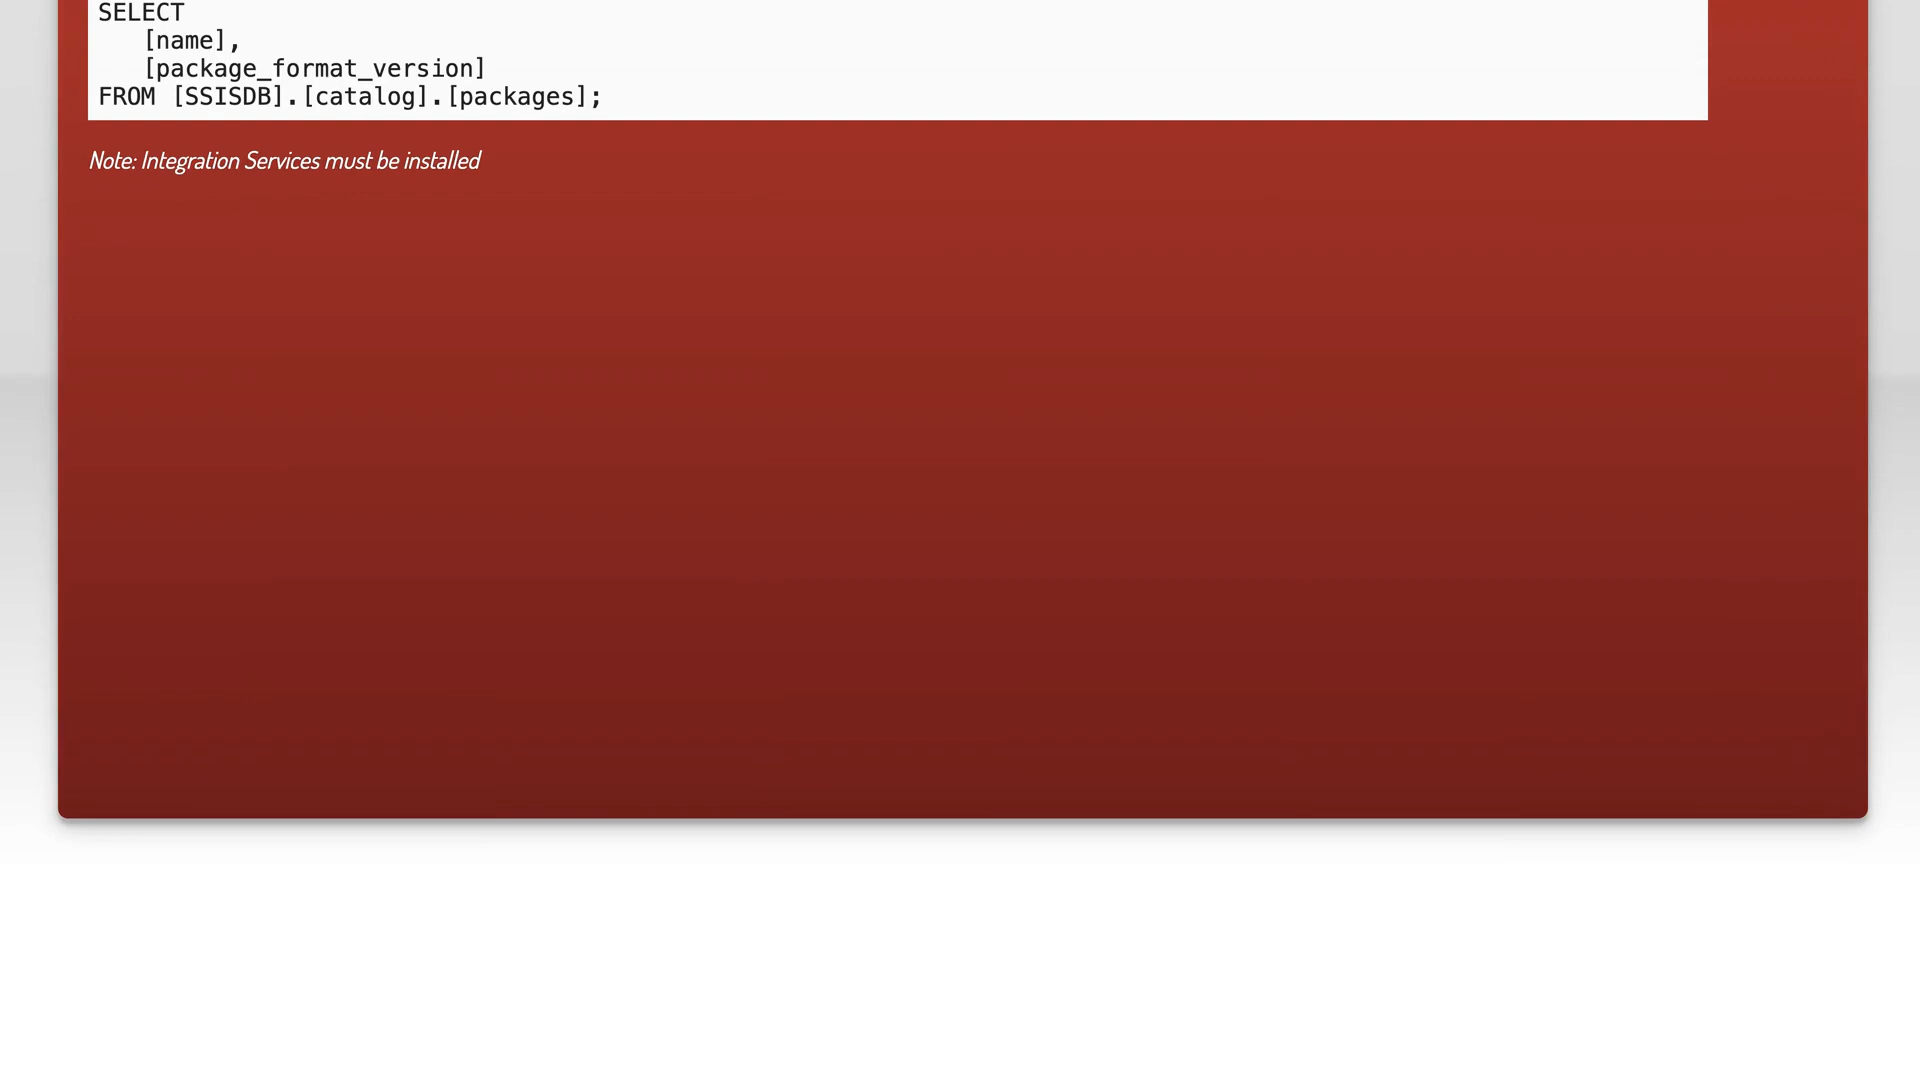 SELECT
[name],
[package_format_version]
FROM [SSISDB].[catalog].[packages];
Note: Integration Services must be installed